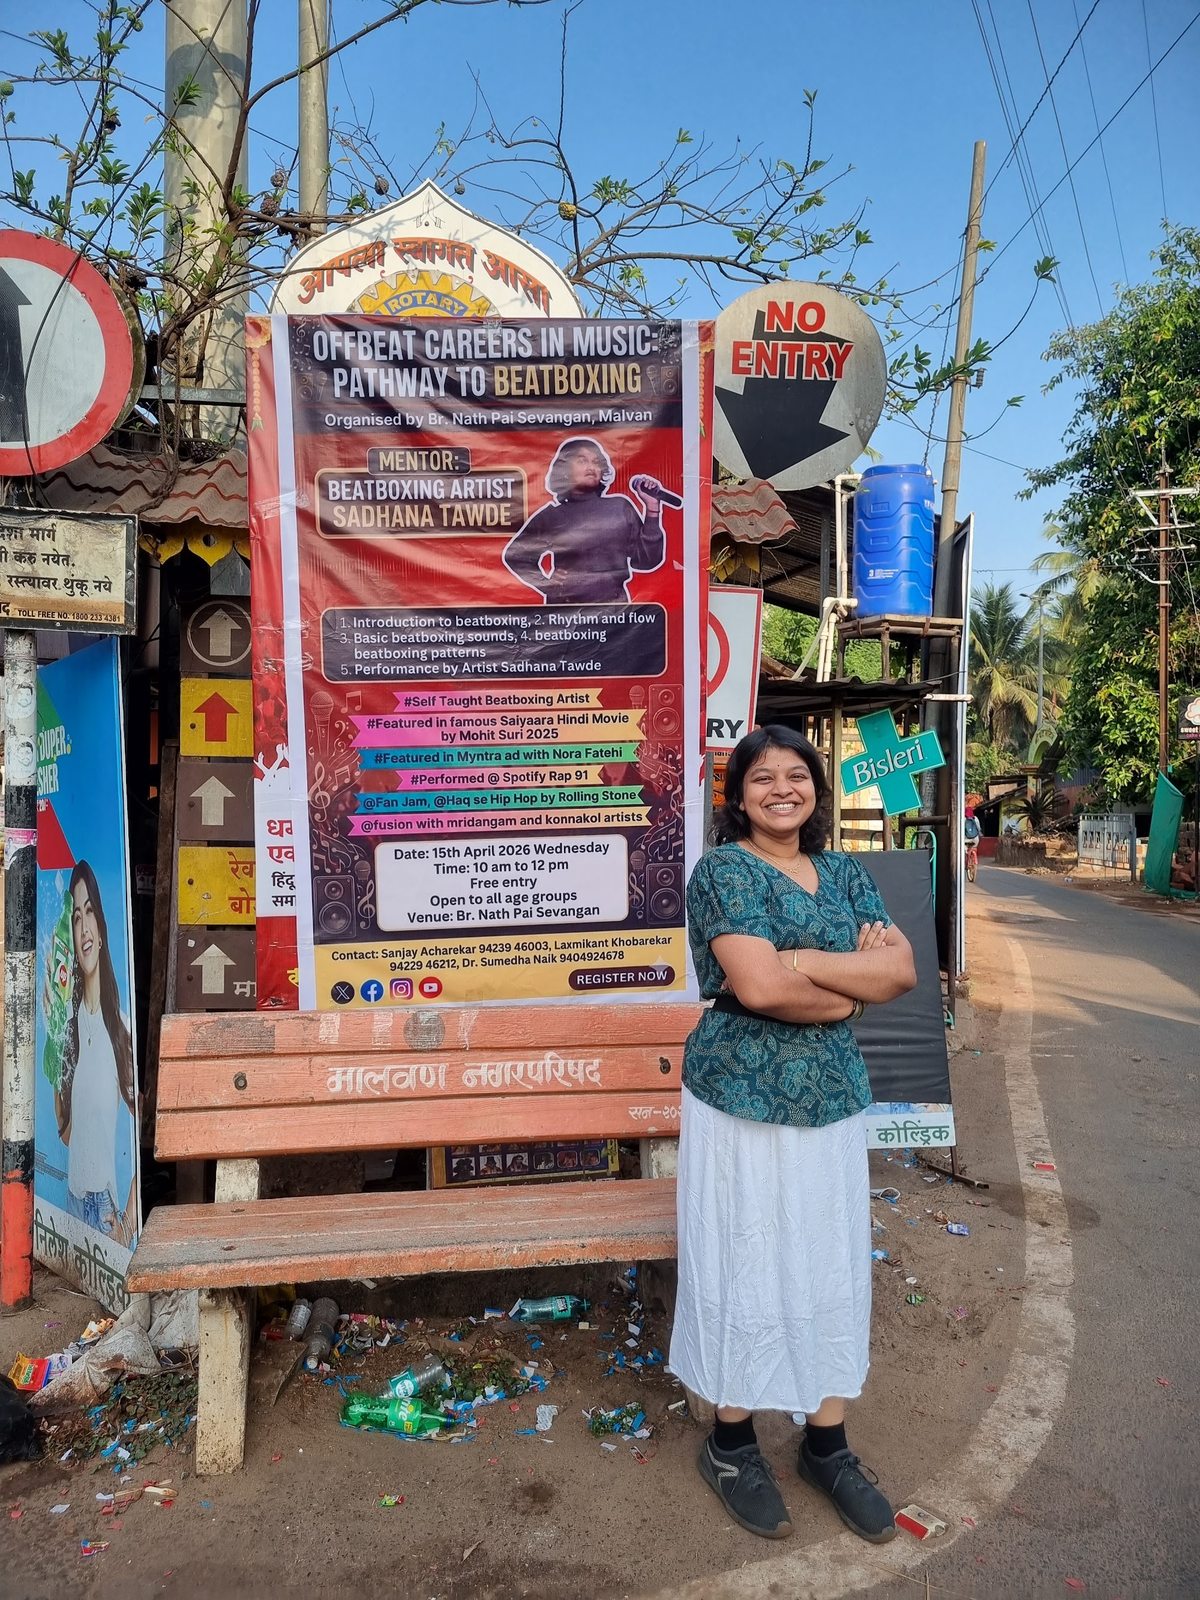 आपला स्वागत आसा
ROTARY
NO
ENTRY
OFFBEAT CAREERS IN MUSIC:
PATHWAY TO BEATBOXING
Organised by Br. Nath Pai Sevangan, Malvan
MENTOR:
BEATBOXING ARTIST
SADHANA TAWDE
1. Introduction to beatboxing, 2. Rhythm and flow
3. Basic beatboxing sounds, 4. beatboxing
beatboxing patterns
5. Performance by Artist Sadhana Tawde
#Self Taught Beatboxing Artist
#Featured in famous Saiyaara Hindi Movie
by Mohit Suri 2025
#Featured in Myntra ad with Nora Fatehi
#Performed @ Spotify Rap 91
@Fan Jam, @Haq se Hip Hop by Rolling Stone
@fusion with mridangam and konnakol artists
Date: 15th April 2026 Wednesday
Time: 10 am to 12 pm
Free entry
Open to all age groups
Venue: Br. Nath Pai Sevangan
Contact: Sanjay Acharekar 94239 46003, Laxmikant Khobarekar
94229 46212, Dr. Sumedha Naik 9404924678
REGISTER NOW
मार्ग
करु नयेत.
रस्त्यावर थुंकू नये
TOLL FREE NO. 1800 233 4381
RY
Bisleri
हिंदू
मालवण नगरपरिषद
कोल्ड्रिंक
निलेश कोल्ड्रिंक